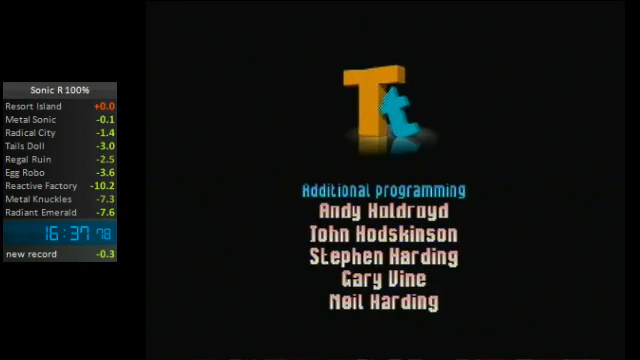 Sonic R 100%
Resort Island +0.0
Metal Sonic -0.1
Radical City -1.4
Tails Doll -3.0
Regal Ruin -2.5
Egg Robo -3.6
Reactive Factory -10.2
Metal Knuckles -7.3
Radiant Emerald -7.6
16:37 78
new record -0.3
Tt
Additional programming
Andy Holdroyd
John Hodskinson
Stephen Harding
Gary Vine
Neil Harding